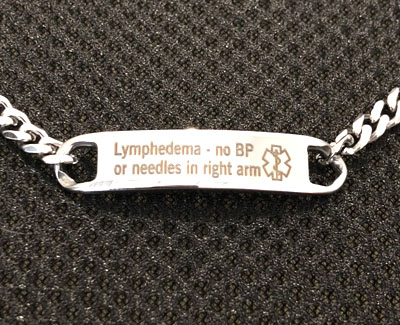 Lymphedema - no BP
or needles in right arm